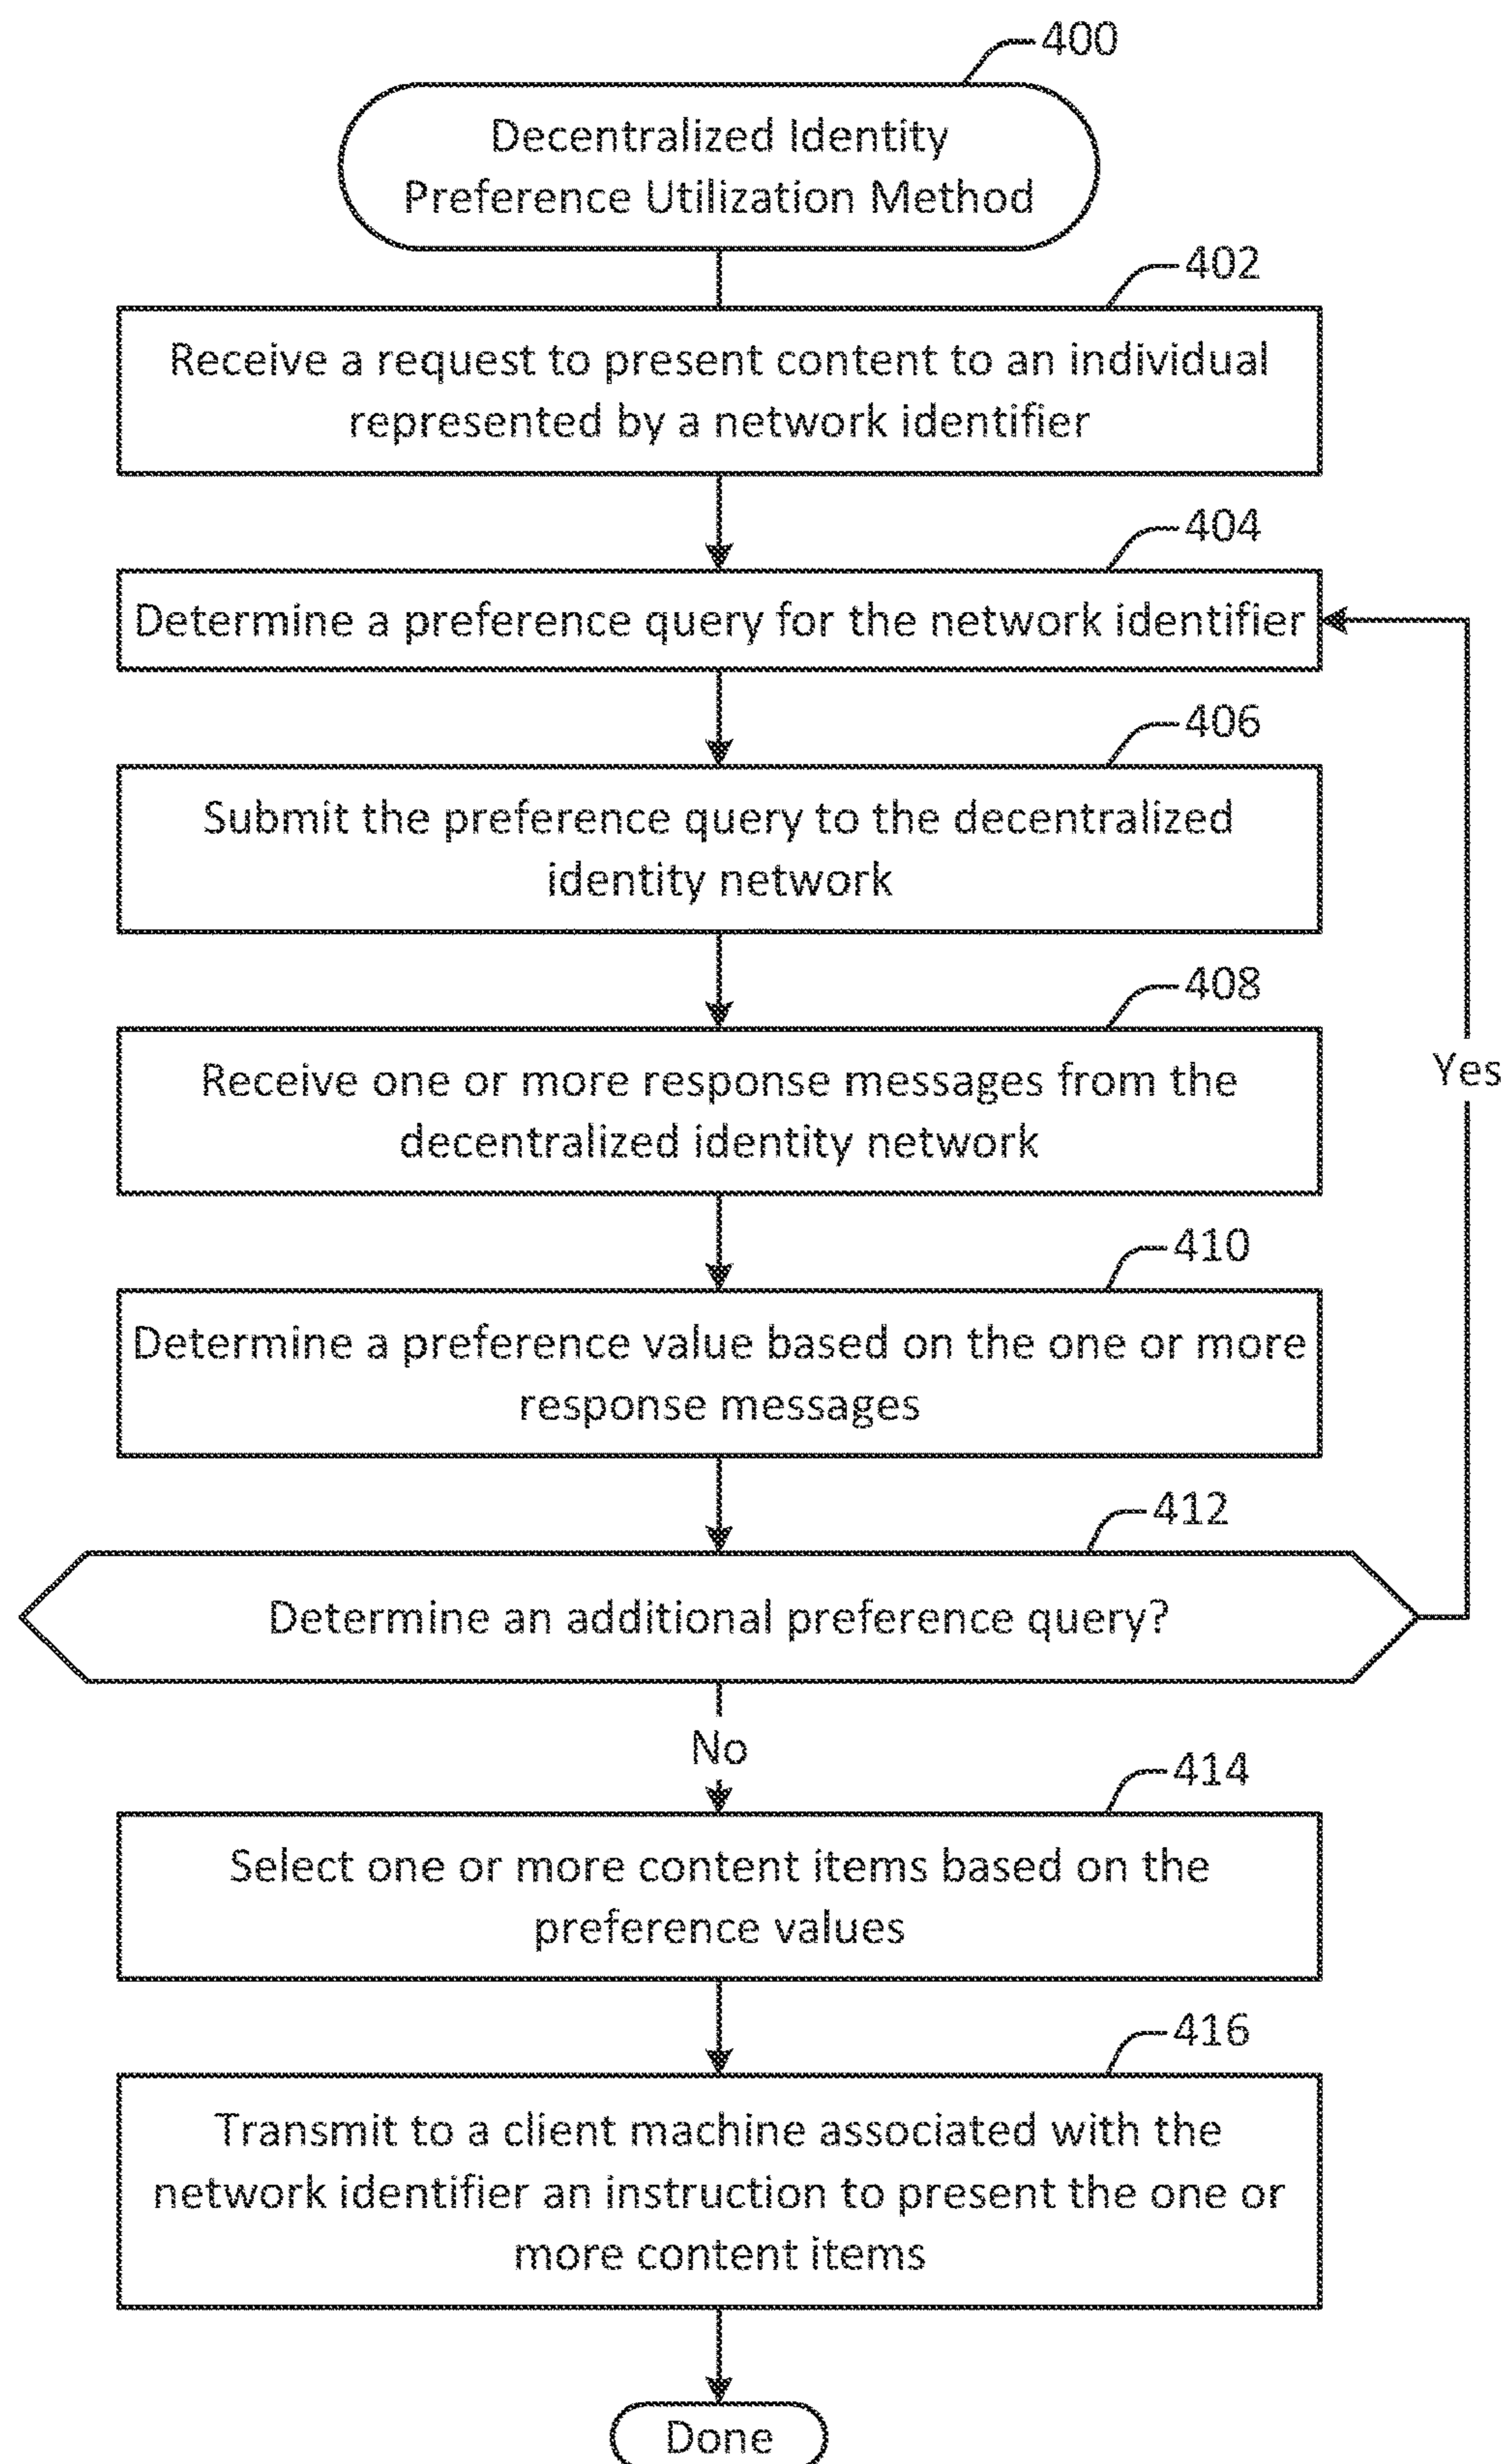 400
Decentralized Identity
Preference Utilization Method
402
Receive a request to present content to an individual
represented by a network identifier
404
Determine a preference query for the network identifier
406
Submit the preference query to the decentralized
identity network
408
Receive one or more response messages from the
decentralized identity network
Yes
410
Determine a preference value based on the one or more
response messages
412
Determine an additional preference query?
No
414
Select one or more content items based on the
preference values
416
Transmit to a client machine associated with the
network identifier an instruction to present the one or
more content items
Done